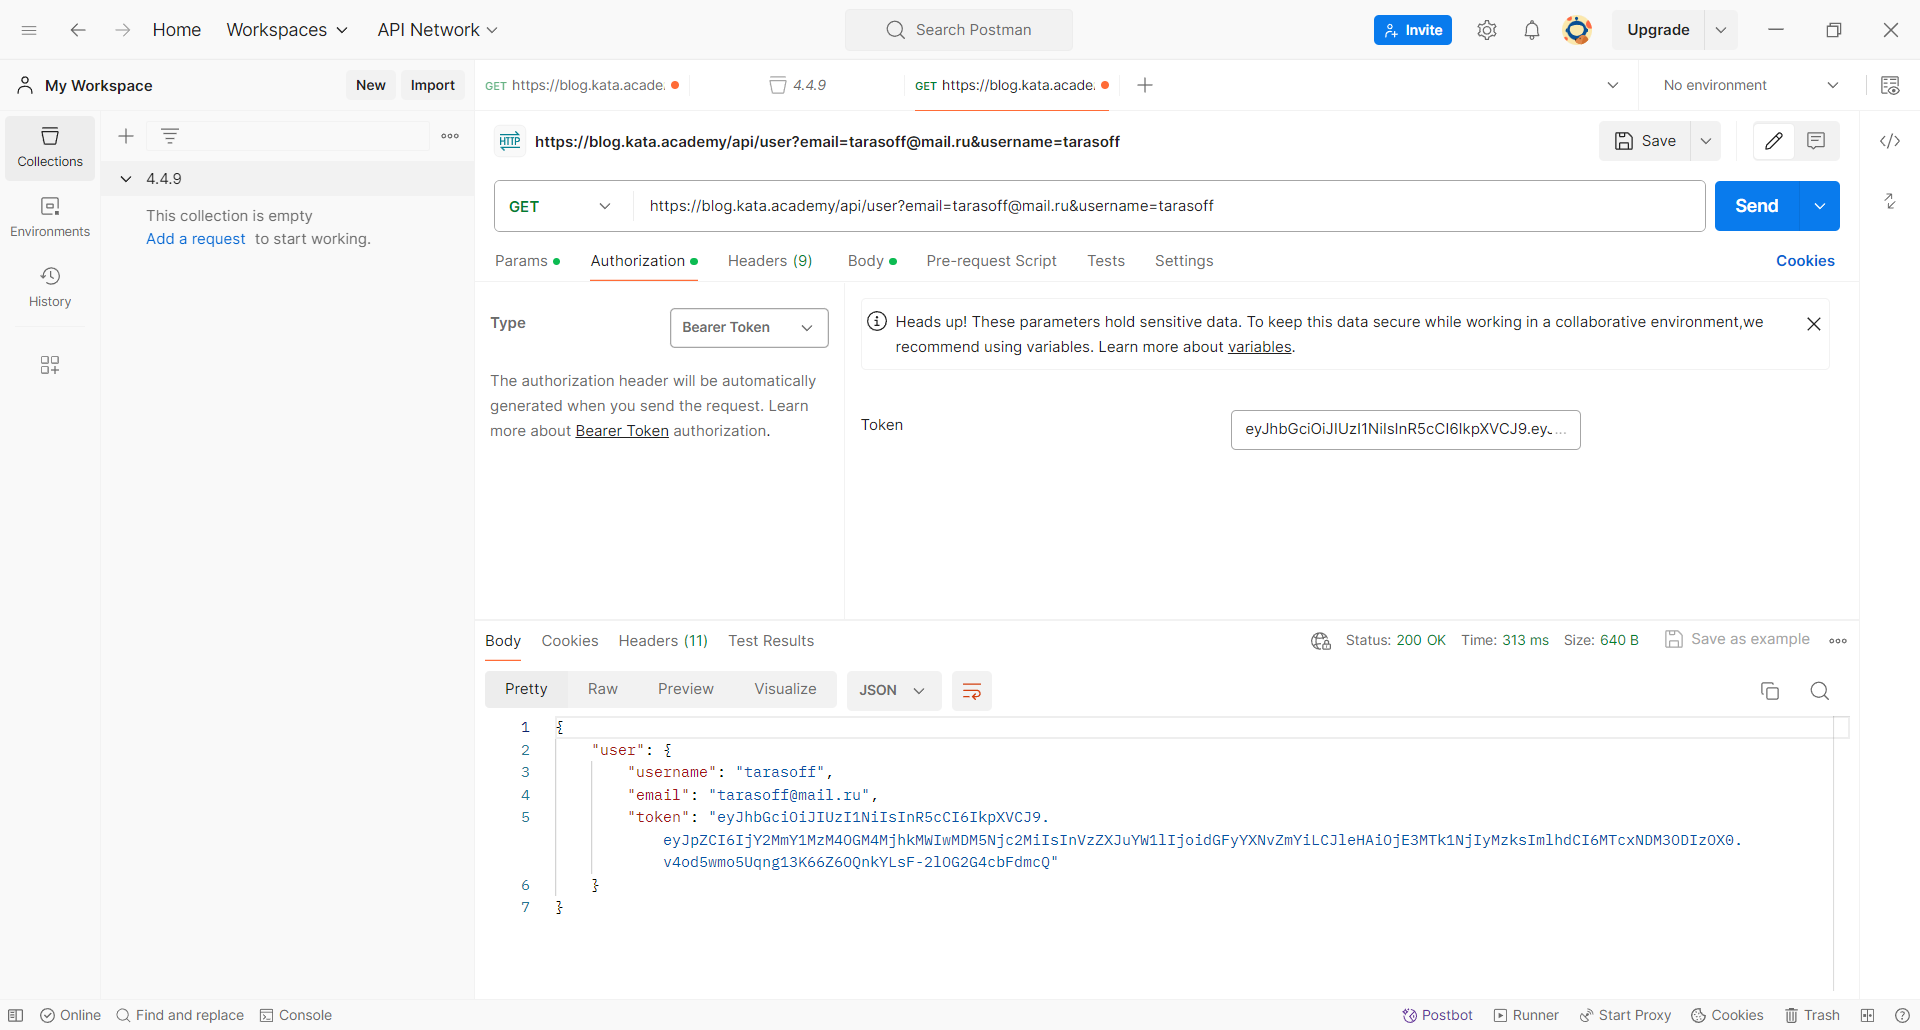 Home Workspaces API Network Search Postman Invite Upgrade
My Workspace New Import GET https://blog.kata.acade. 4.4.9 GET https://blog.kata.acade. No environment
Collections
Environments
History
4.4.9
This collection is empty
Add a request to start working.
HTTP https://blog.kata.academy/api/user?email=tarasoff@mail.ru&username=tarasoff Save
GET https://blog.kata.academy/api/user?email=tarasoff@mail.ru&username=tarasoff Send
Params Authorization Headers (9) Body Pre-request Script Tests Settings Cookies
Type Bearer Token
The authorization header will be automatically
generated when you send the request. Learn
more about Bearer Token authorization.
Heads up! These parameters hold sensitive data. To keep this data secure while working in a collaborative environment,we
recommend using variables. Learn more about variables.
Token eyJhbGciOiJIUzI1NiIsInR5cCI6IkpXVCJ9.eyJ...
Body Cookies Headers (11) Test Results Status: 200 OK Time: 313 ms Size: 640 B Save as example
Pretty Raw Preview Visualize JSON
1 {
2 "user": {
3 "username": "tarasoff",
4 "email": "tarasoff@mail.ru",
5 "token": "eyJhbGciOiJIUzI1NiIsInR5cCI6IkpXVCJ9.
eyJpZCI6IjY2MmY1MzM4OGM4MjhkMWIwMDM5Njc2MiIsInVzZXJuYW1lIjoidGFyYXNvZmYiLCJleHAiOjE3MTk1NjIyMzksImlhdCI6MTcxNDM3ODIzOX0.
v4od5wmo5Uqng13K66Z6OQnkYLsF-2lOG2G4cbFdmcQ"
6 }
7 }
Online Find and replace Console Postbot Runner Start Proxy Cookies Trash